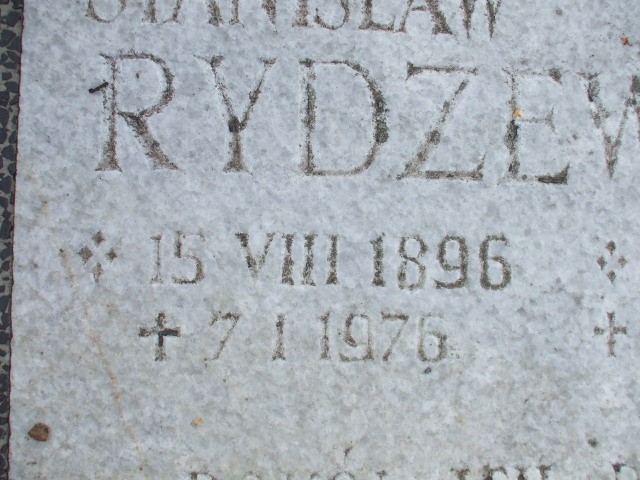 STANISŁAW
RYDZEW
15 VIII 1896
7 I 1976